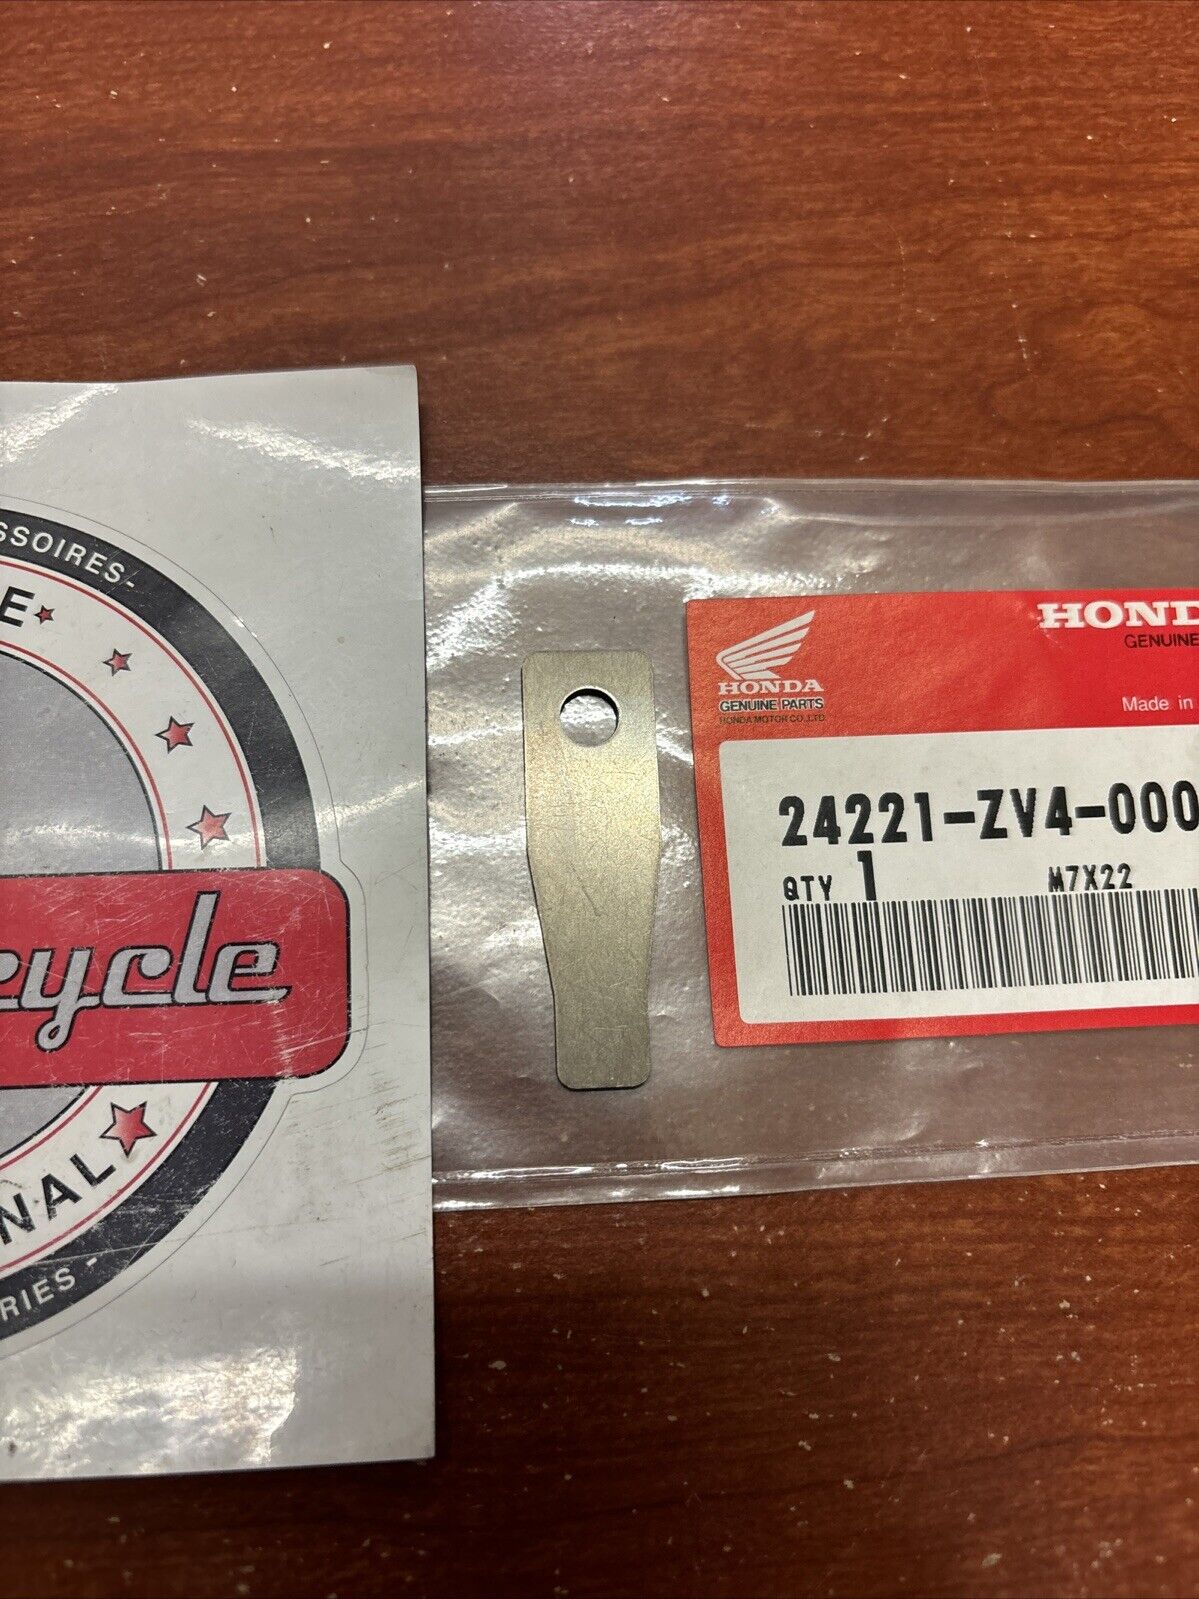 SSOIRES-
E
cycle
NAL
RIES -
HONDA
GENUINE PARTS
HONDA MOTOR CO.,LTD.
HOND
GENUINE
Made in
24221-ZV4-000
QTY 1 M7X22